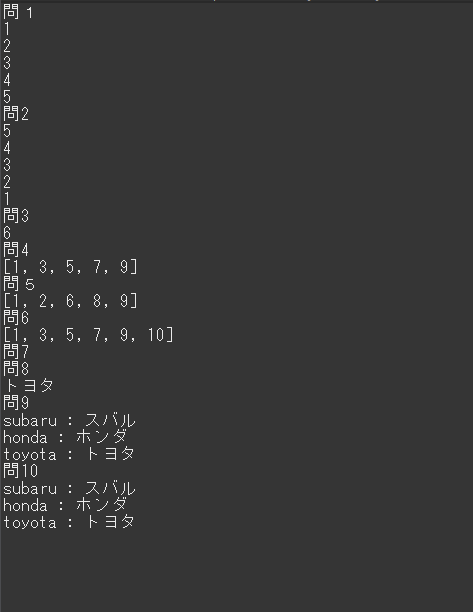 問１
1
2
3
4
5
問2
5
4
3
2
1
問3
6
問4
[1, 3, 5, 7, 9]
問５
[1, 2, 6, 8, 9]
問6
[1, 3, 5, 7, 9, 10]
問7
問8
トヨタ
問9
subaru : スバル
honda : ホンダ
toyota : トヨタ
問10
subaru : スバル
honda : ホンダ
toyota : トヨタ